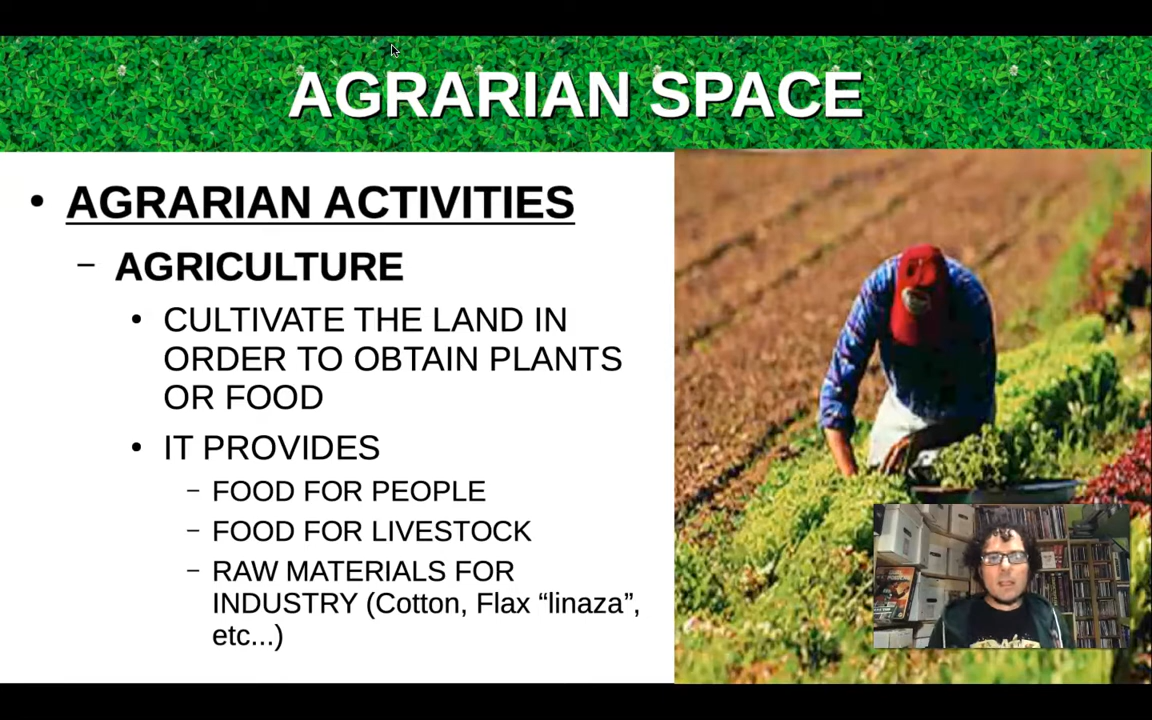 AGRARIAN SPACE
• AGRARIAN ACTIVITIES
– AGRICULTURE
• CULTIVATE THE LAND IN
ORDER TO OBTAIN PLANTS
OR FOOD
• IT PROVIDES
– FOOD FOR PEOPLE
– FOOD FOR LIVESTOCK
– RAW MATERIALS FOR
INDUSTRY (Cotton, Flax “linaza”,
etc...)